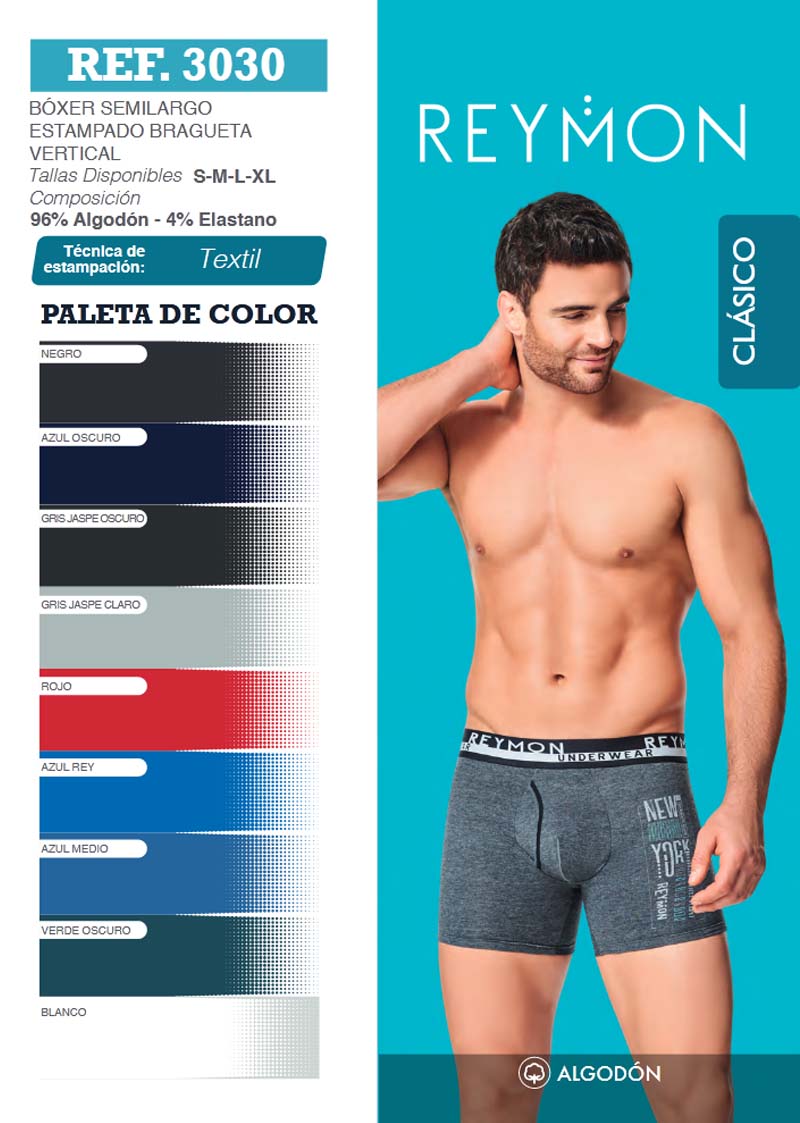 REF. 3030
BÓXER SEMILARGO
ESTAMPADO BRAGUETA
VERTICAL
Tallas Disponibles S-M-L-XL
Composición
96% Algodón - 4% Elastano
Técnica de
estampación:
Textil
PALETA DE COLOR
NEGRO
AZUL OSCURO
GRIS JASPE OSCURO
GRIS JASPE CLARO
ROJO
AZUL REY
AZUL MEDIO
VERDE OSCURO
BLANCO
REYMON
CLÁSICO
REYMON
UNDERWEAR
REYM
NEW
YORK
REYMON
ALGODÓN